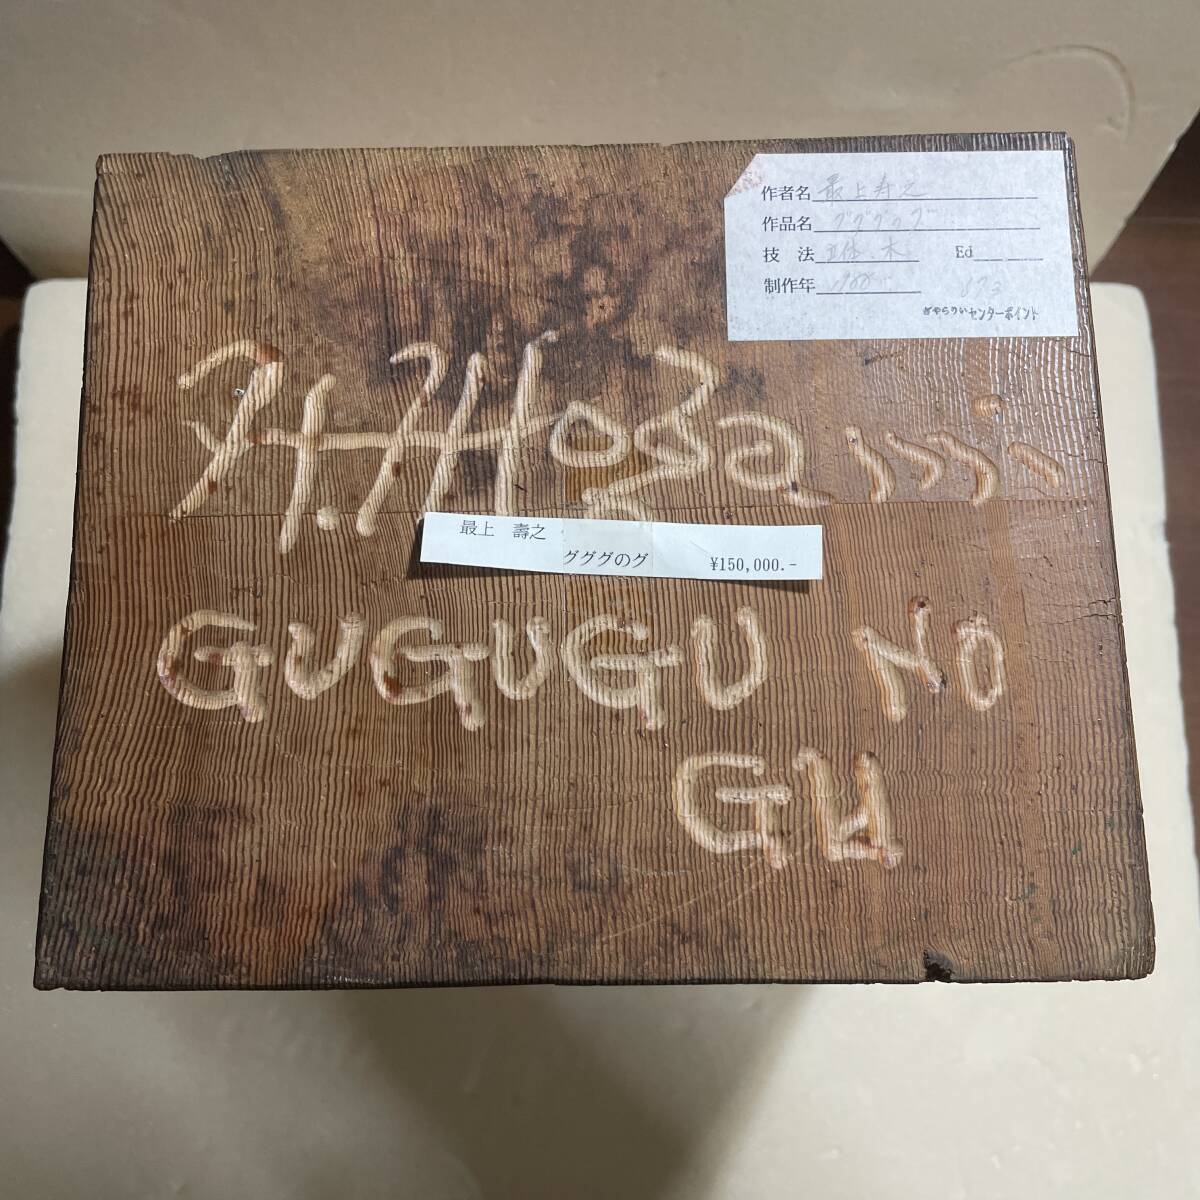 作者名 最上寿之
作品名 グググのグ
技 法 立体 木 Ed
制作年 1988
ぎゃらりいセンターポイント
H.Mogami
最上 壽之
グググのグ ¥150,000.-
GUGUGU NO
GU